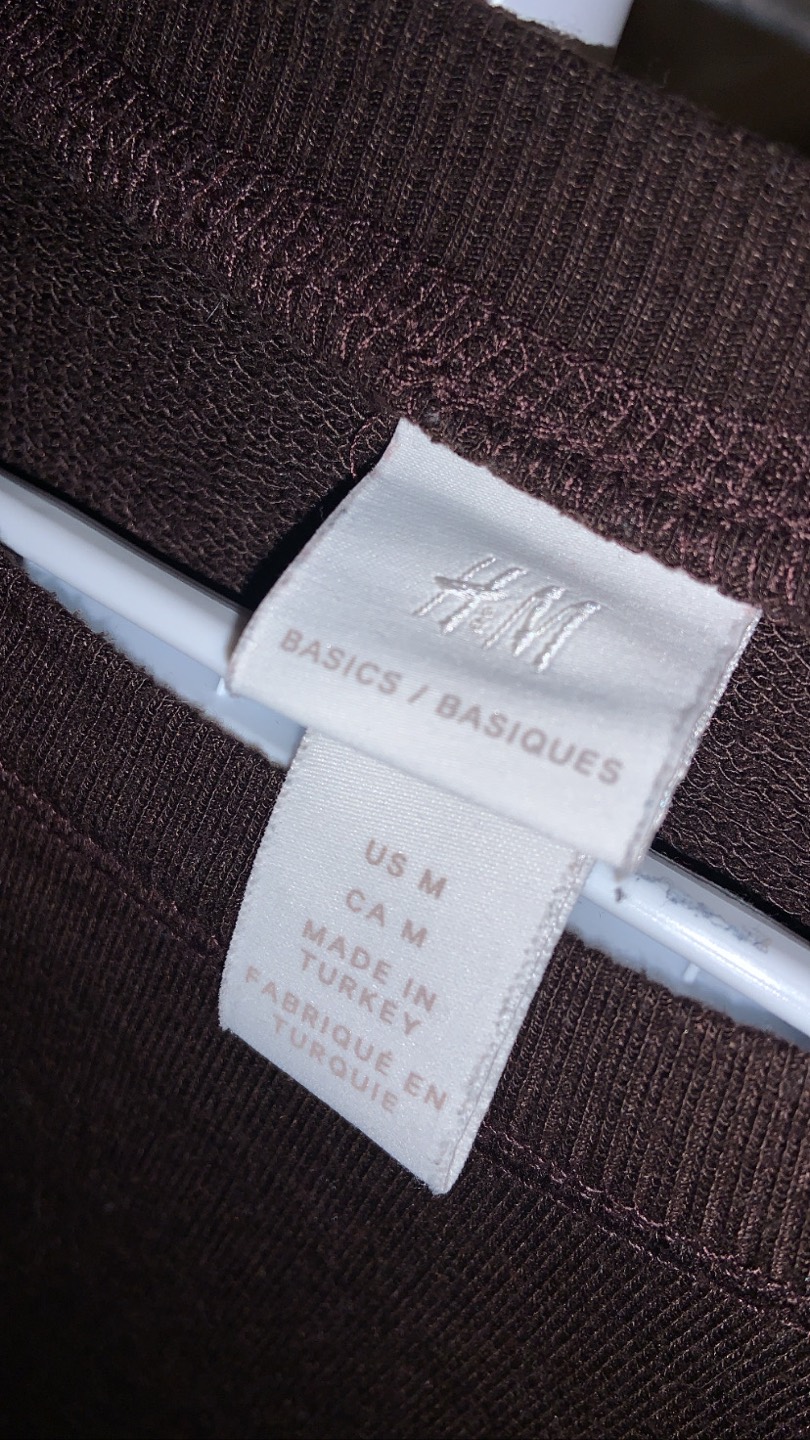 H&M
BASICS / BASIQUES
US M
CA M
MADE IN
TURKEY
FABRIQUÉ EN
TURQUIE